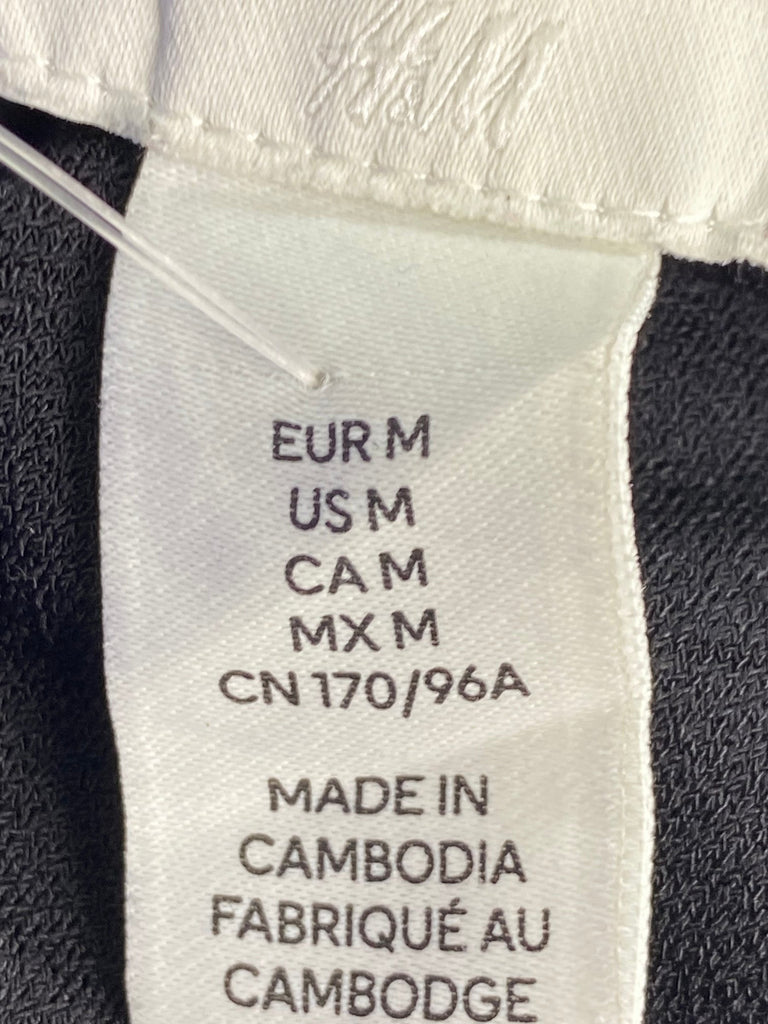 H&M
EUR M
US M
CA M
MX M
CN 170/96A
MADE IN
CAMBODIA
FABRIQUÉ AU
CAMBODGE